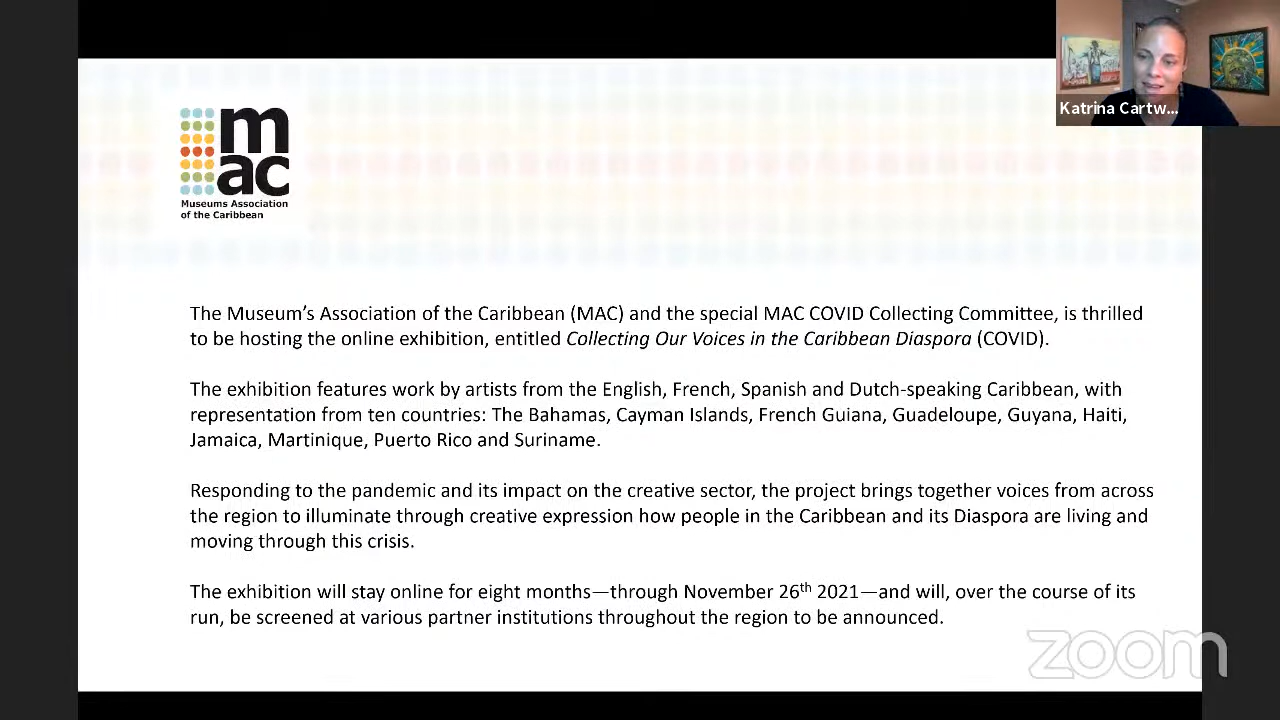 Katrina Cartw...
mac
Museums Association
of the Caribbean
The Museum's Association of the Caribbean (MAC) and the special MAC COVID Collecting Committee, is thrilled
to be hosting the online exhibition, entitled Collecting Our Voices in the Caribbean Diaspora (COVID).
The exhibition features work by artists from the English, French, Spanish and Dutch-speaking Caribbean, with
representation from ten countries: The Bahamas, Cayman Islands, French Guiana, Guadeloupe, Guyana, Haiti,
Jamaica, Martinique, Puerto Rico and Suriname.
Responding to the pandemic and its impact on the creative sector, the project brings together voices from across
the region to illuminate through creative expression how people in the Caribbean and its Diaspora are living and
moving through this crisis.
The exhibition will stay online for eight months—through November 26th 2021—and will, over the course of its
run, be screened at various partner institutions throughout the region to be announced.
zoom